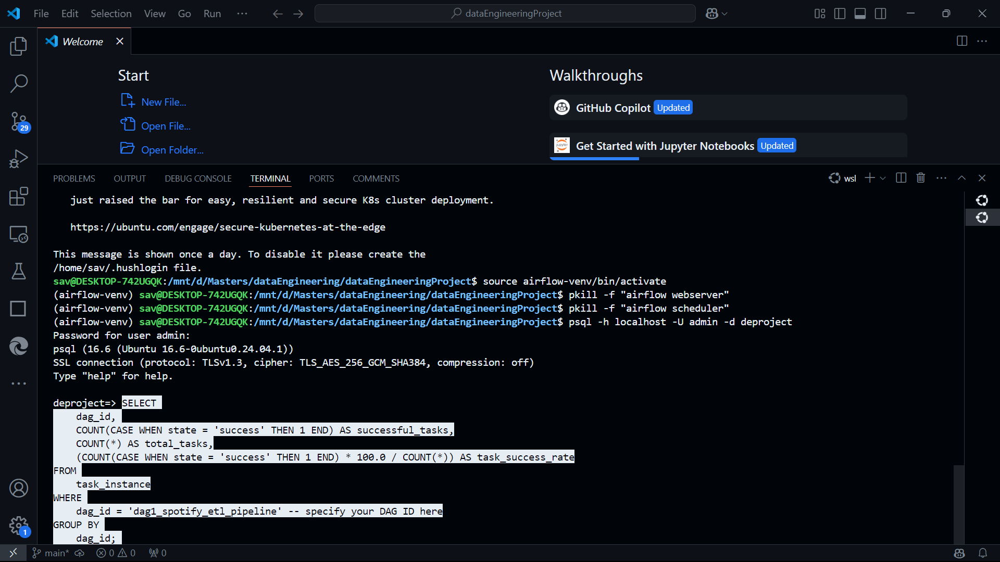 File Edit Selection View Go Run ··· dataEngineeringProject
Welcome
Start
New File...
Open File...
Open Folder...
Walkthroughs
GitHub Copilot Updated
Get Started with Jupyter Notebooks Updated
29
PROBLEMS OUTPUT DEBUG CONSOLE TERMINAL PORTS COMMENTS wsl
just raised the bar for easy, resilient and secure K8s cluster deployment.
https://ubuntu.com/engage/secure-kubernetes-at-the-edge
This message is shown once a day. To disable it please create the
/home/sav/.hushlogin file.
sav@DESKTOP-742UGQK:/mnt/d/Masters/dataEngineering/dataEngineeringProject$ source airflow-venv/bin/activate
(airflow-venv) sav@DESKTOP-742UGQK:/mnt/d/Masters/dataEngineering/dataEngineeringProject$ pkill -f "airflow webserver"
(airflow-venv) sav@DESKTOP-742UGQK:/mnt/d/Masters/dataEngineering/dataEngineeringProject$ pkill -f "airflow scheduler"
(airflow-venv) sav@DESKTOP-742UGQK:/mnt/d/Masters/dataEngineering/dataEngineeringProject$ psql -h localhost -U admin -d deproject
Password for user admin:
psql (16.6 (Ubuntu 16.6-0ubuntu0.24.04.1))
SSL connection (protocol: TLSv1.3, cipher: TLS_AES_256_GCM_SHA384, compression: off)
Type "help" for help.
deproject=> SELECT
dag_id,
COUNT(CASE WHEN state = 'success' THEN 1 END) AS successful_tasks,
COUNT(*) AS total_tasks,
(COUNT(CASE WHEN state = 'success' THEN 1 END) * 100.0 / COUNT(*)) AS task_success_rate
FROM
task_instance
WHERE
dag_id = 'dag1_spotify_etl_pipeline' -- specify your DAG ID here
GROUP BY
dag_id;
1
main* 0 0 0